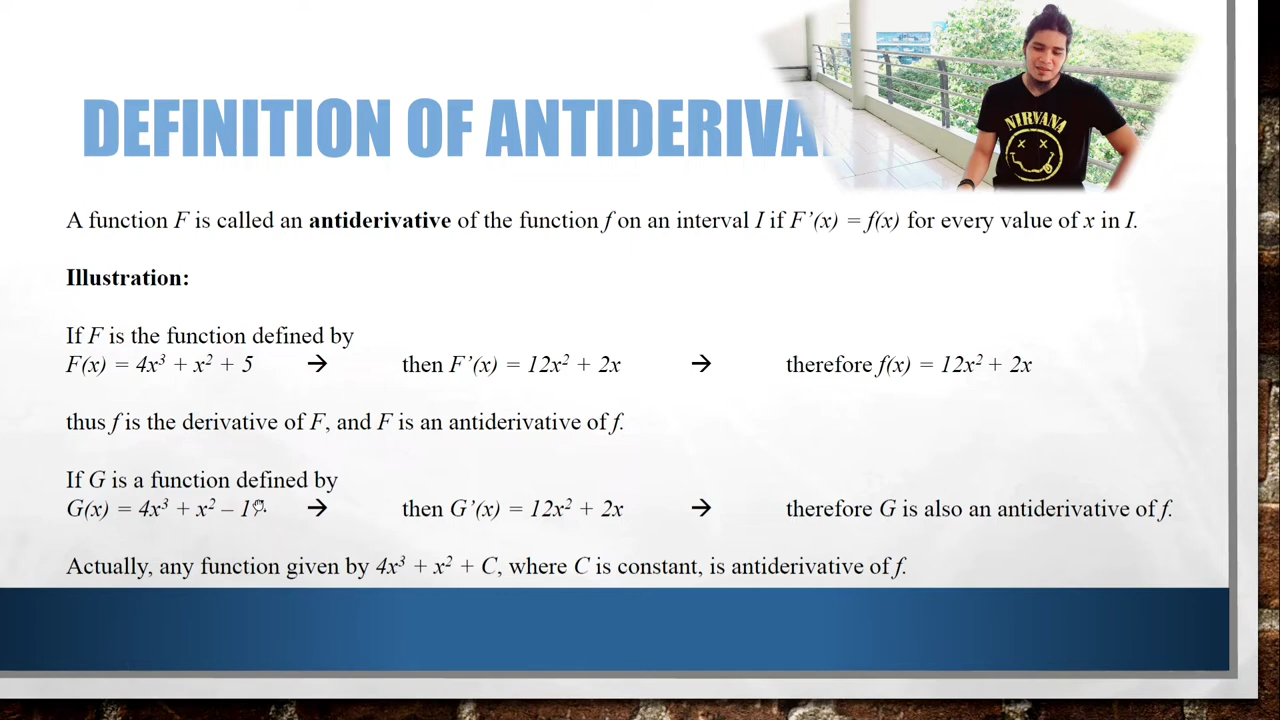 DEFINITION OF ANTIDERIVA
NIRVANA
A function F is called an antiderivative of the function f on an interval I if F’(x) = f(x) for every value of x in I.
Illustration:
If F is the function defined by
F(x) = 4x³ + x² + 5 → then F’(x) = 12x² + 2x → therefore f(x) = 12x² + 2x
thus f is the derivative of F, and F is an antiderivative of f.
If G is a function defined by
G(x) = 4x³ + x² – 1 → then G’(x) = 12x² + 2x → therefore G is also an antiderivative of f.
Actually, any function given by 4x³ + x² + C, where C is constant, is antiderivative of f.